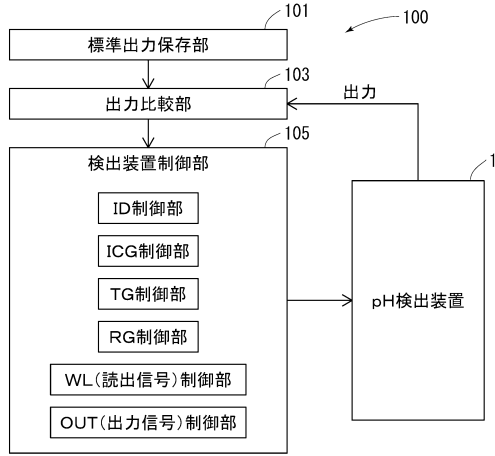 101
100
標準出力保存部
103
出力比較部
出力
105
検出装置制御部
1
ID制御部
ICG制御部
TG制御部
RG制御部
pH検出装置
WL(読出信号)制御部
OUT(出力信号)制御部